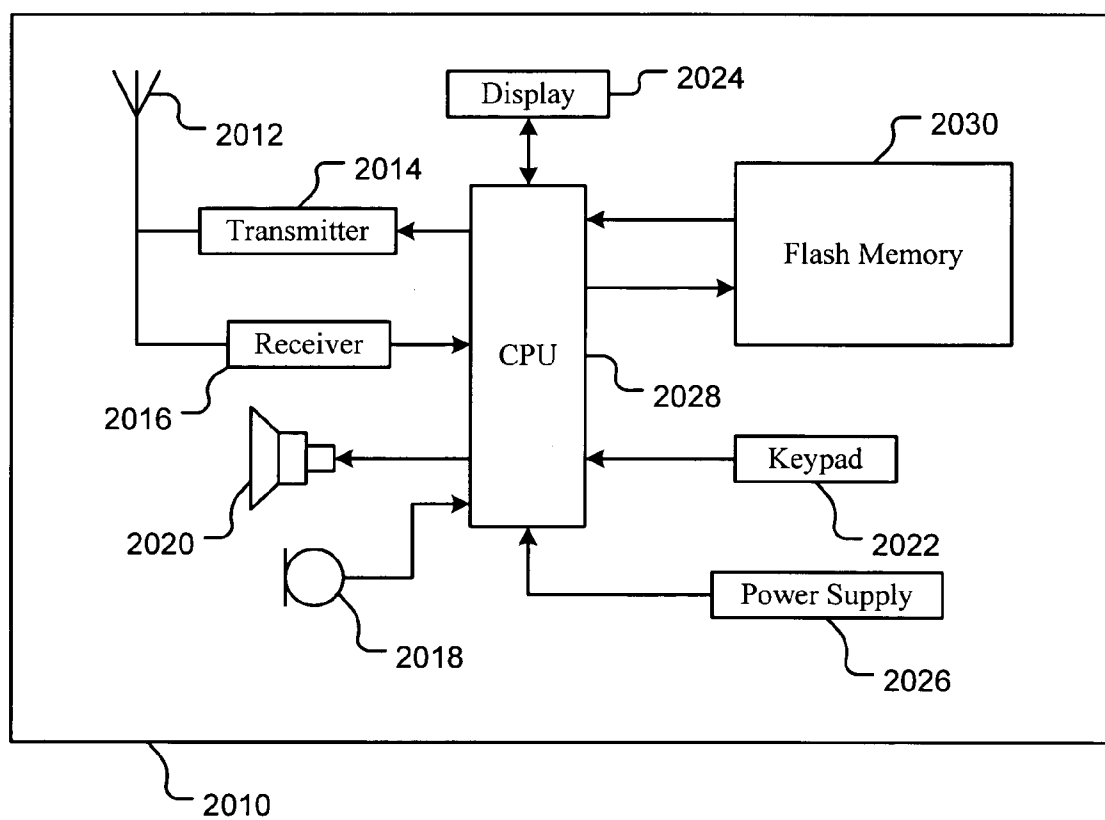 Display
2024
2012
2014
2030
Transmitter
Flash Memory
Receiver
CPU
2016
2028
Keypad
2020
2022
Power Supply
2018
2026
2010